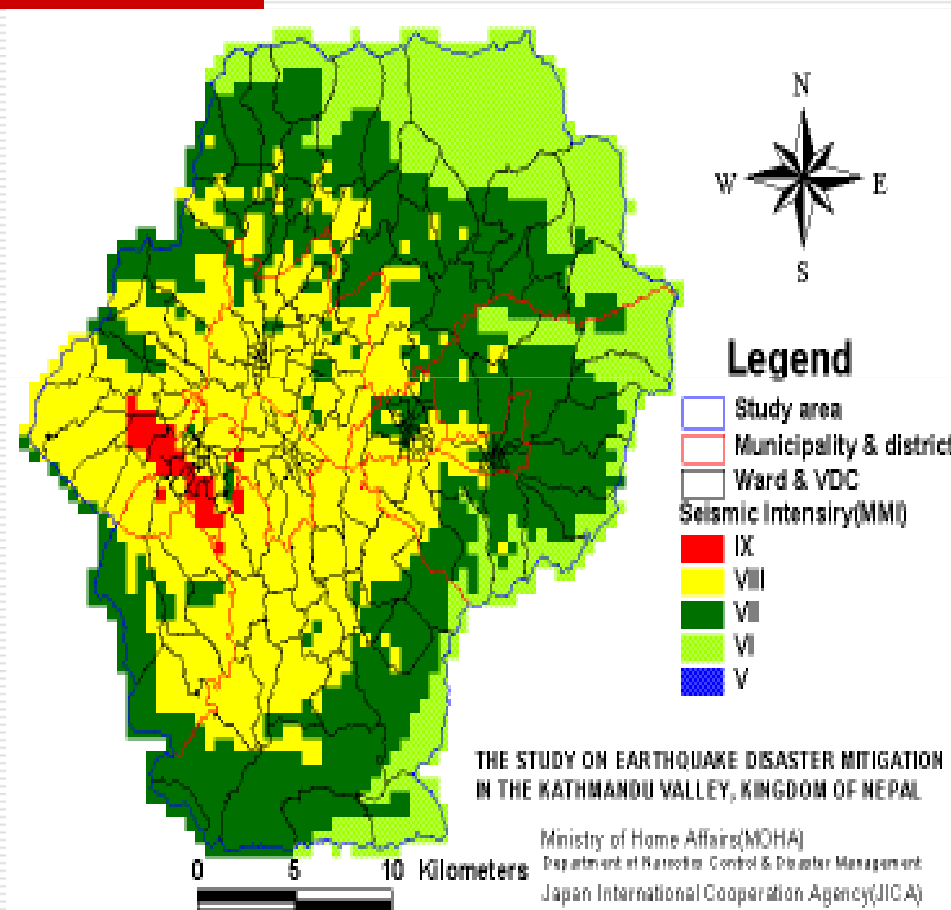 N
W E
S
Legend
Study area
Municipality & district
Ward & VDC
Seismic Intensiry(MMI)
IX
VIII
VII
VI
V
THE STUDY ON EARTHQUAKE DISASTER MITIGATION
IN THE KATHMANDU VALLEY, KINGDOM OF NEPAL
Ministry of Home Affairs(MOHA)
Department of Narcotics Control & Disaster Management
Japan International Cooperation Agency(JICA)
0 5 10 Kilometers